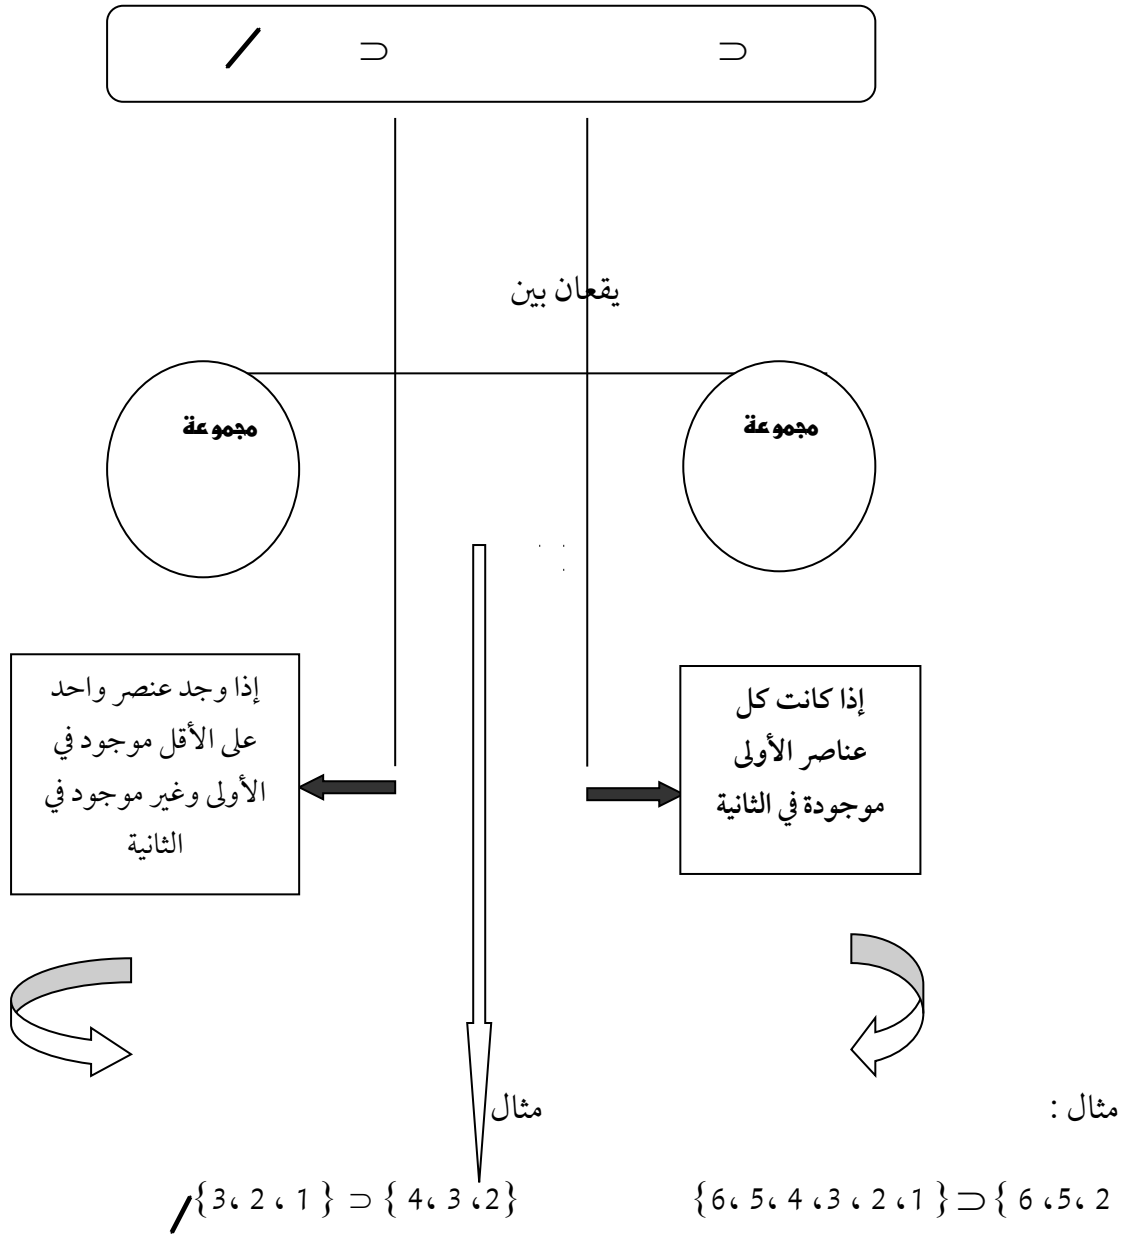 ⊃ ⊃ /
يقعان بين
مجموعة
مجموعة
إذا كانت كل
عناصر الأولى
موجودة في الثانية
إذا وجد عنصر واحد
على الأقل موجود في
الأولى وغير موجود في
الثانية
مثال :
مثال
2 ،5، 6 } ⊃ { 1، 2 ، 3، 4 ،5 ،6}
{2، 3 ،4 } ⊃ { 1 ، 2 ،3} /